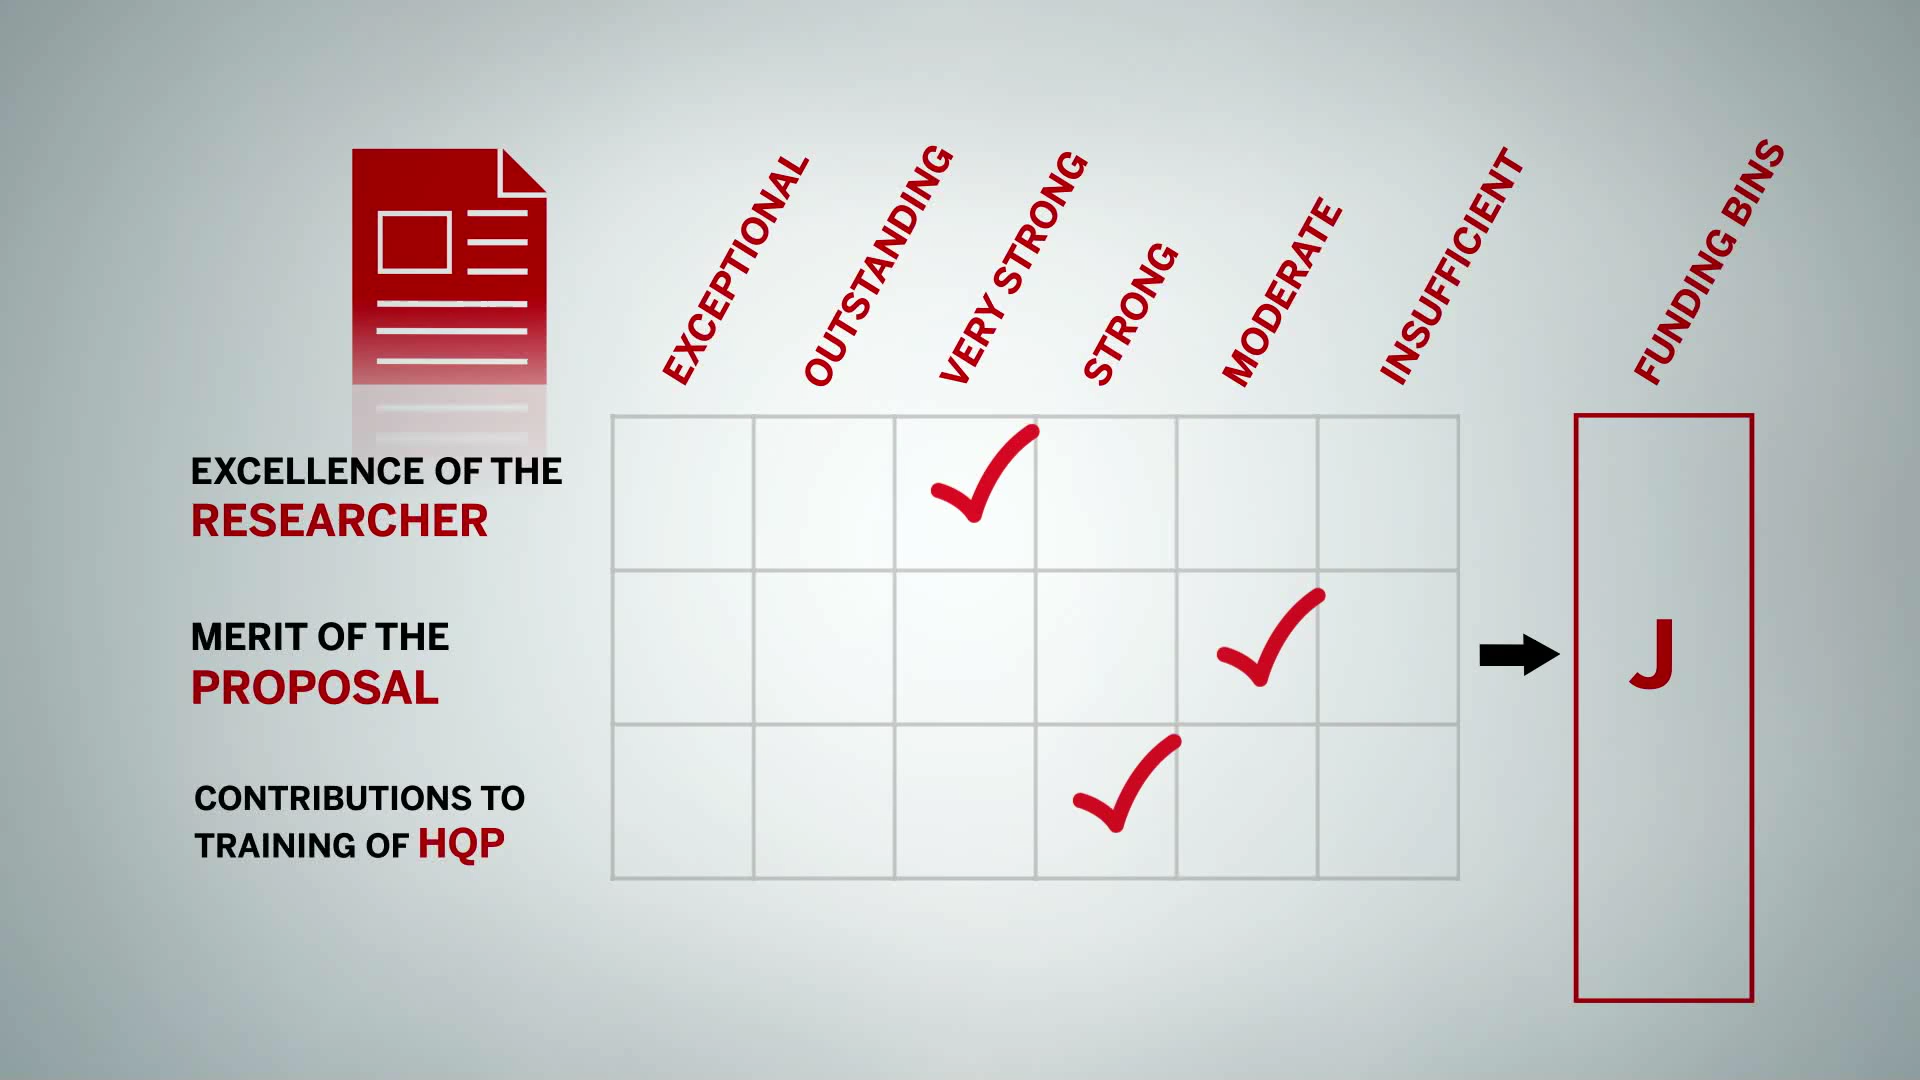 EXCEPTIONAL
OUTSTANDING
VERY STRONG
STRONG
MODERATE
INSUFFICIENT
FUNDING BINS
EXCELLENCE OF THE
RESEARCHER
MERIT OF THE
PROPOSAL
J
CONTRIBUTIONS TO
TRAINING OF HQP